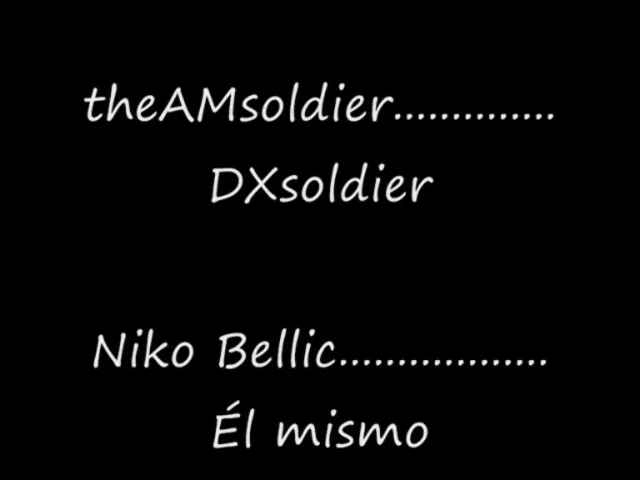 theAMsoldier..............
DXsoldier
Niko Bellic..................
Él mismo